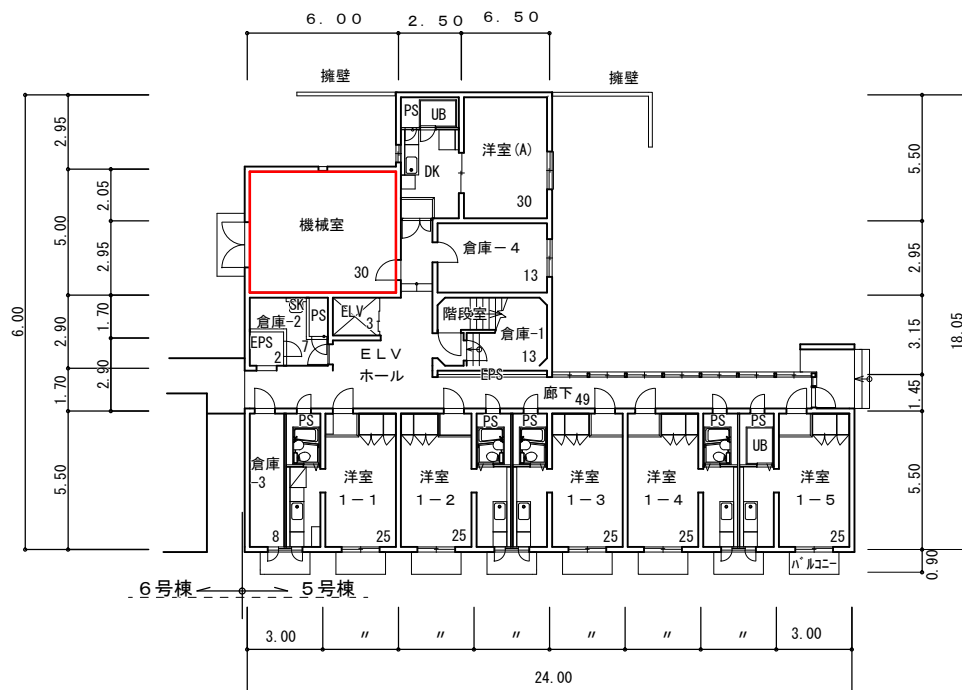 6.00
2.50
6.50
擁壁
擁壁
PS
UB
洋室(A)
DK
30
2.95
5.50
6.00
18.05
2.05
5.00
機械室
倉庫－4
30
13
2.95
2.95
SK
倉庫-2
PS
ELV
3
階段室
倉庫-1
1.70
2.90
3.15
EPS
7
2
13
ＥＬＶ
ホール
EPS
2.90
1.70
廊下
49
1.45
PS
PS
PS
PS
PS
UB
倉庫
-3
洋室
1－1
洋室
1－2
洋室
1－3
洋室
1－4
洋室
1－5
5.50
5.50
8
25
25
25
25
25
バルコニー
0.90
6号棟
5号棟
3.00
〃
〃
〃
〃
〃
〃
3.00
24.00